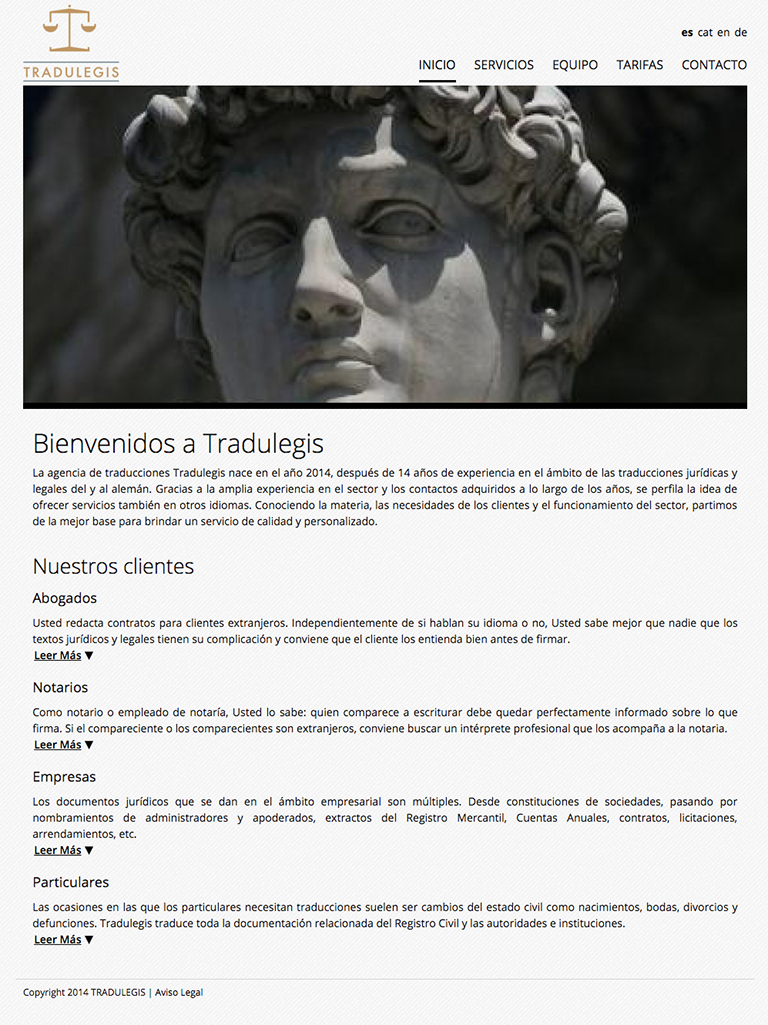 es cat en de
TRADULEGIS
INICIO SERVICIOS EQUIPO TARIFAS CONTACTO
Bienvenidos a Tradulegis
La agencia de traducciones Tradulegis nace en el año 2014, después de 14 años de experiencia en el ámbito de las traducciones jurídicas y
legales del y al alemán. Gracias a la amplia experiencia en el sector y los contactos adquiridos a lo largo de los años, se perfila la idea de
ofrecer servicios también en otros idiomas. Conociendo la materia, las necesidades de los clientes y el funcionamiento del sector, partimos
de la mejor base para brindar un servicio de calidad y personalizado.
Nuestros clientes
Abogados
Usted redacta contratos para clientes extranjeros. Independientemente de si hablan su idioma o no, Usted sabe mejor que nadie que los
textos jurídicos y legales tienen su complicación y conviene que el cliente los entienda bien antes de firmar.
Leer Más ▼
Notarios
Como notario o empleado de notaría, Usted lo sabe: quien comparece a escriturar debe quedar perfectamente informado sobre lo que
firma. Si el compareciente o los comparecientes son extranjeros, conviene buscar un intérprete profesional que los acompaña a la notaria.
Leer Más ▼
Empresas
Los documentos jurídicos que se dan en el ámbito empresarial son múltiples. Desde constituciones de sociedades, pasando por
nombramientos de administradores y apoderados, extractos del Registro Mercantil, Cuentas Anuales, contratos, licitaciones,
arrendamientos, etc.
Leer Más ▼
Particulares
Las ocasiones en las que los particulares necesitan traducciones suelen ser cambios del estado civil como nacimientos, bodas, divorcios y
defunciones. Tradulegis traduce toda la documentación relacionada del Registro Civil y las autoridades e instituciones.
Leer Más ▼
Copyright 2014 TRADULEGIS | Aviso Legal